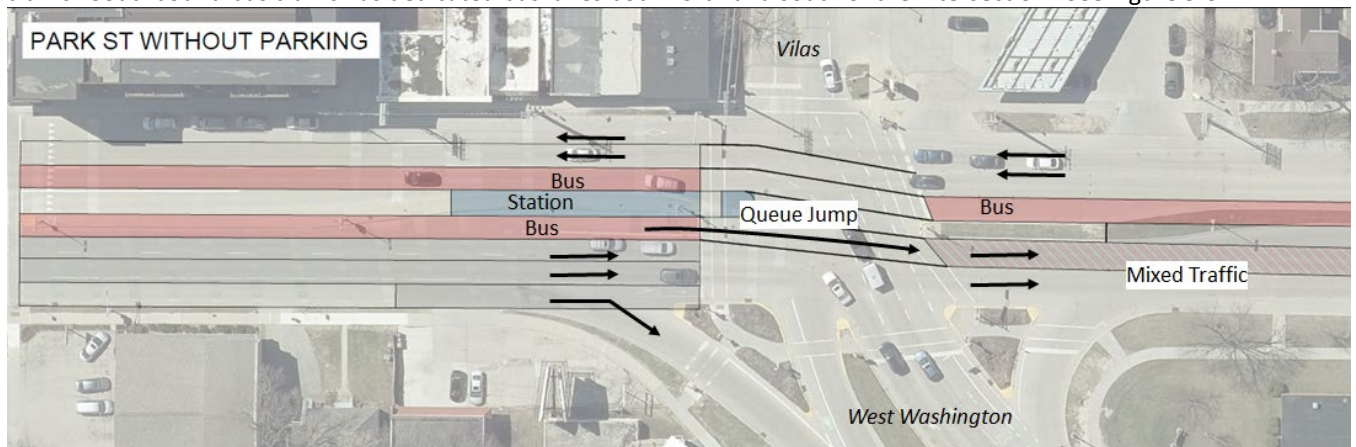 PARK ST WITHOUT PARKING
Vilas
Bus
Station
Bus
Queue Jump
Bus
Mixed Traffic
West Washington